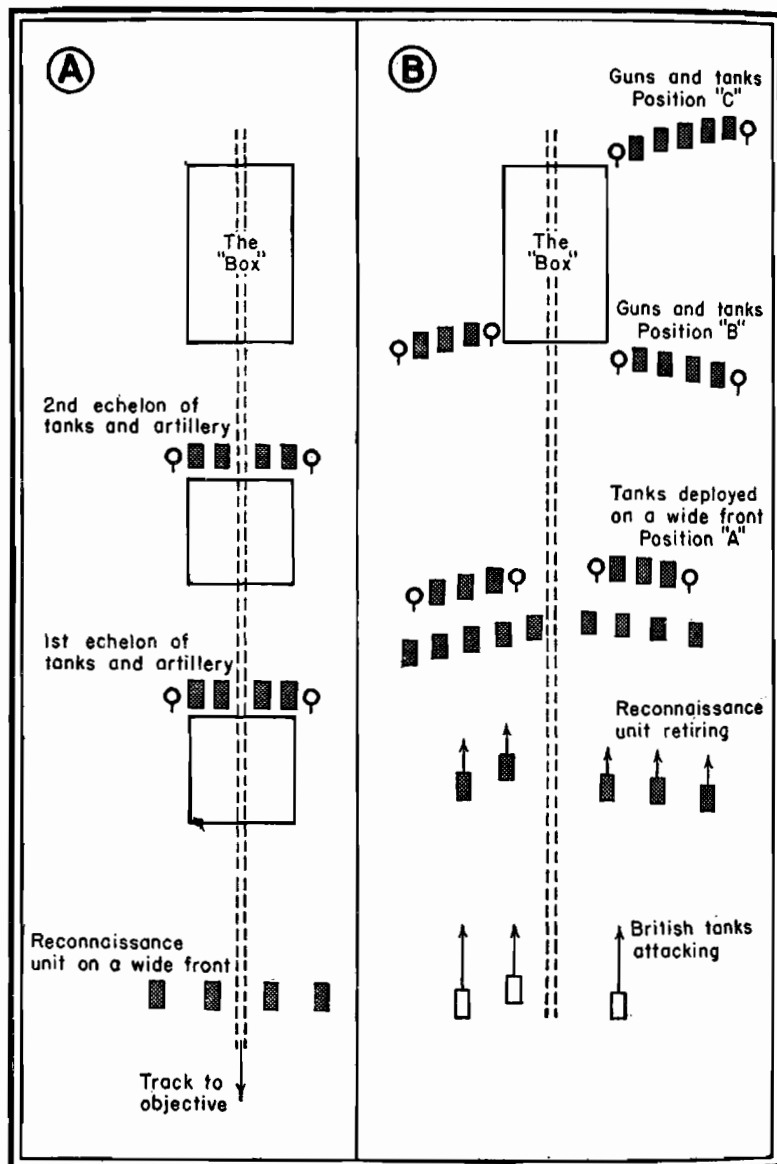 A
The
"Box"
2nd echelon of
tanks and artillery
1st echelon of
tanks and artillery
Reconnaissance
unit on a wide front
Track to
objective
B
Guns and tanks
Position "C"
The
"Box"
Guns and tanks
Position "B"
Tanks deployed
on a wide front
Position "A"
Reconnaissance
unit retiring
British tanks
attacking